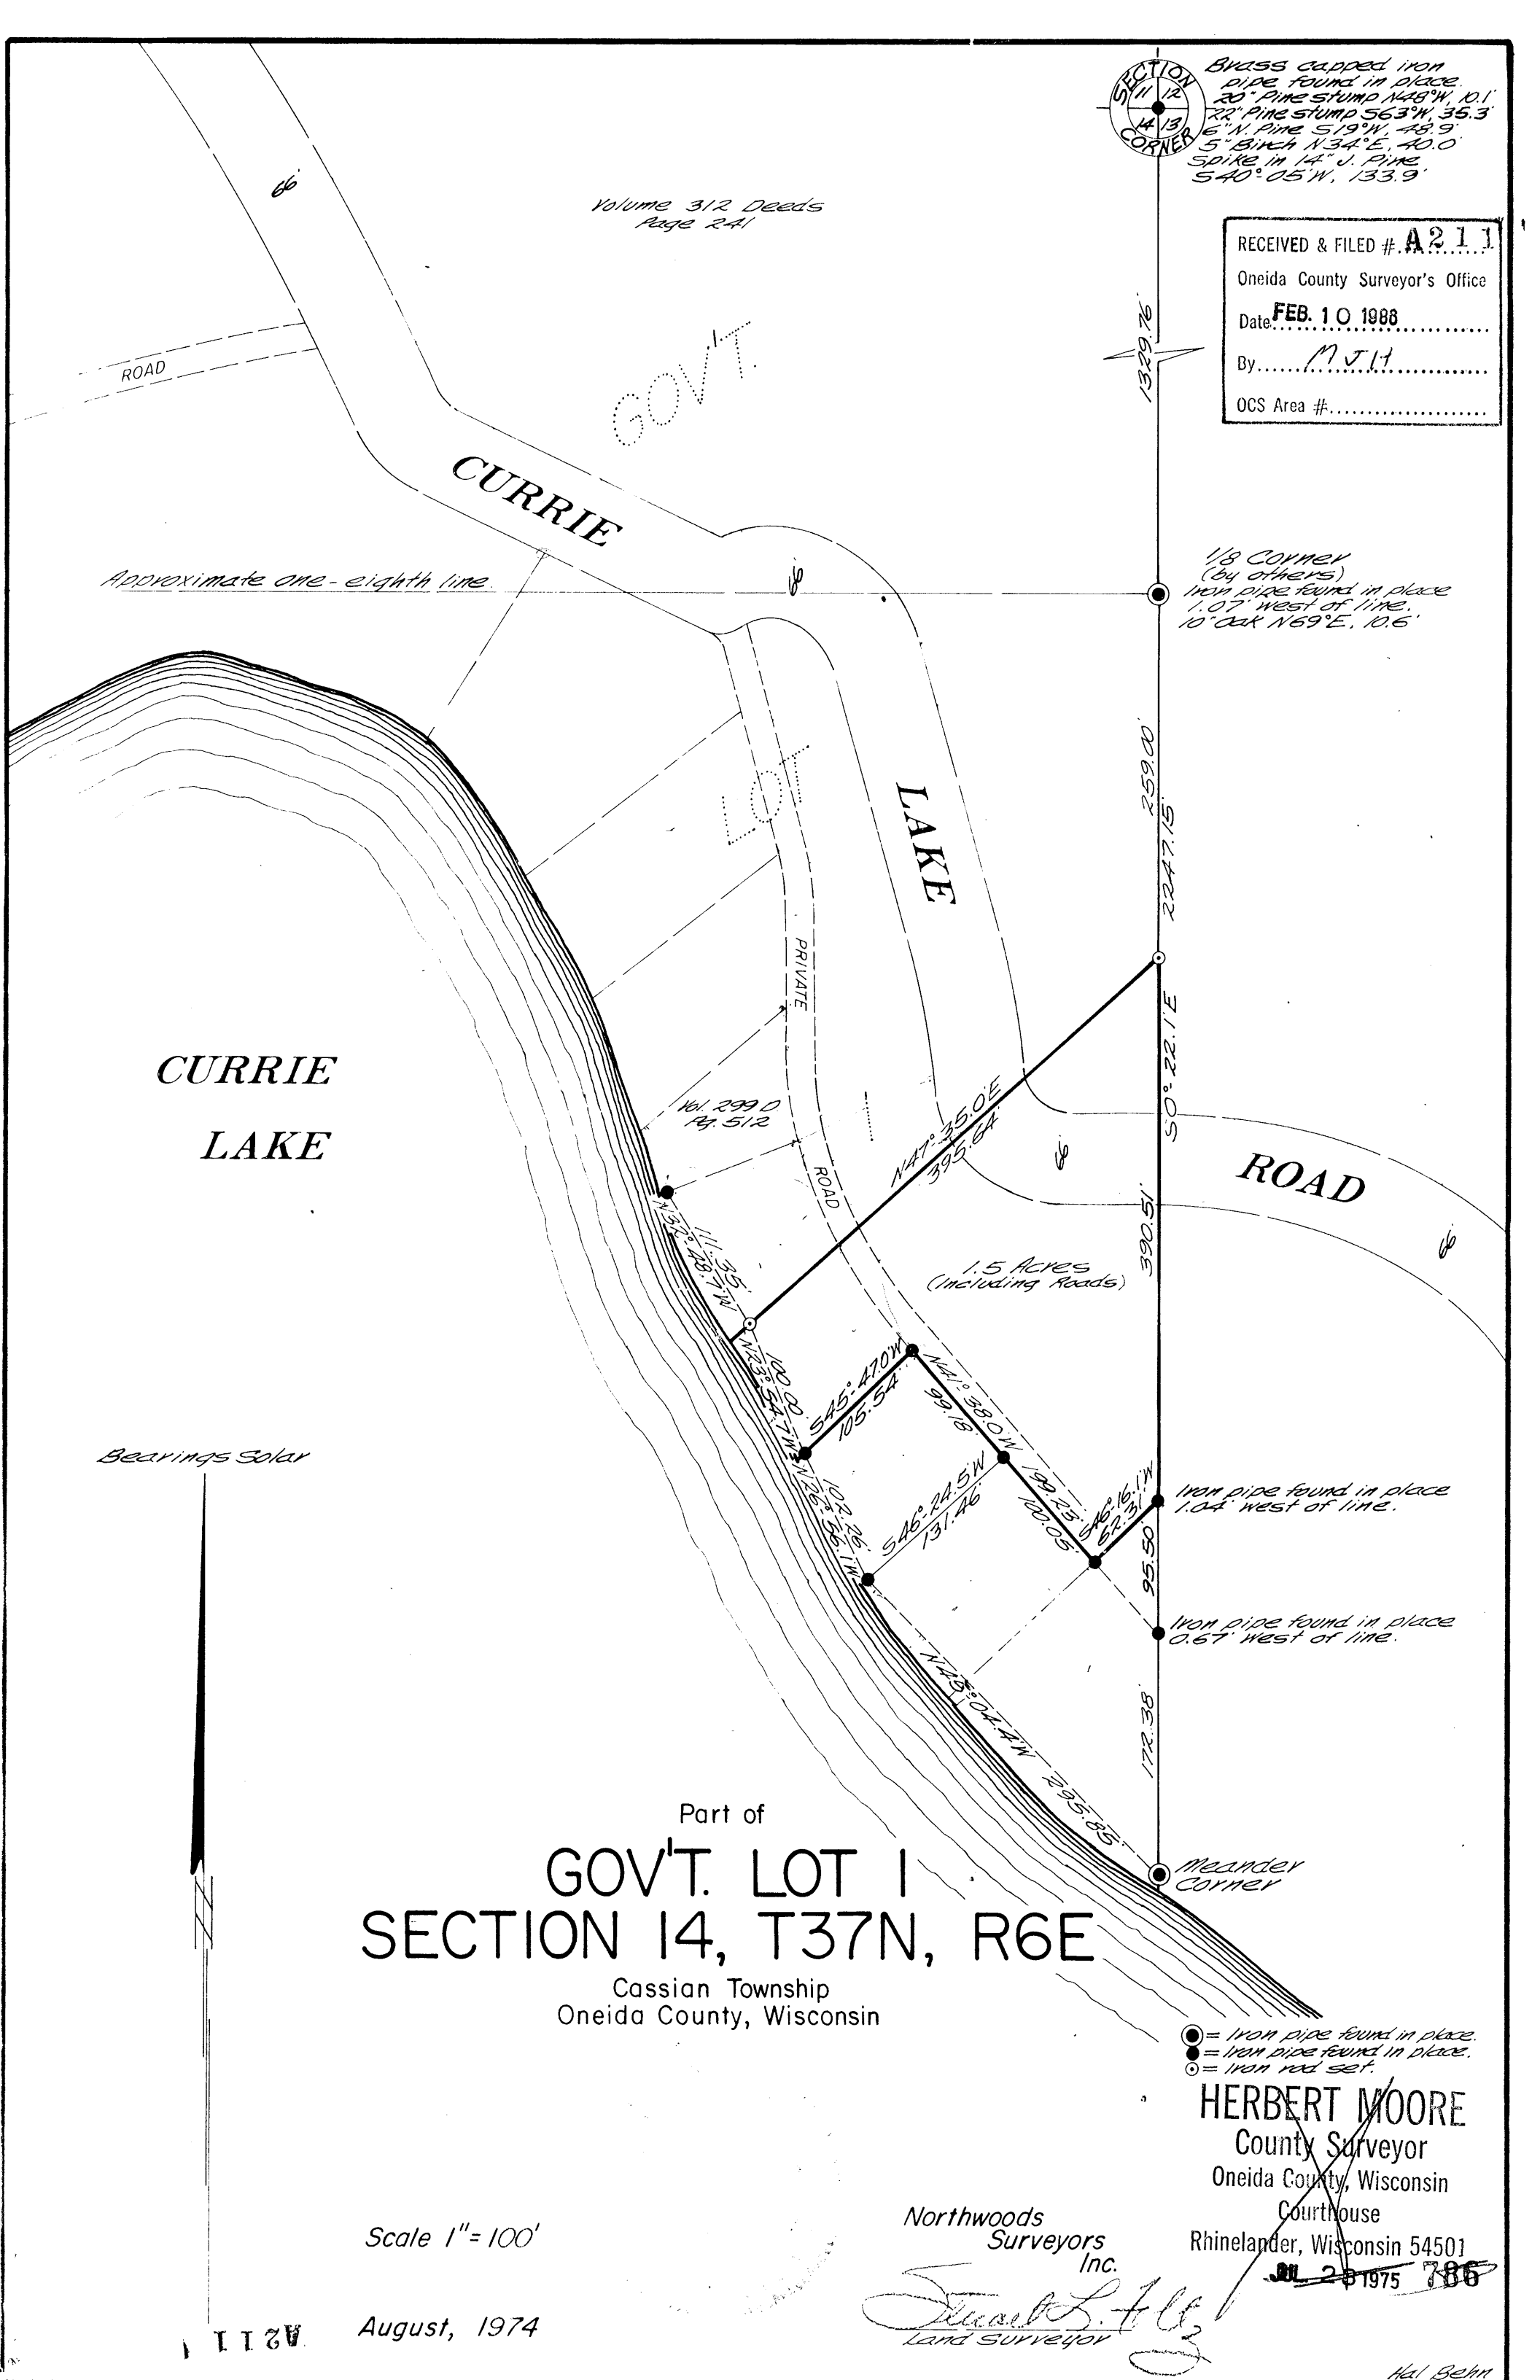 SECTION
11 12
14 13
CORNER
Brass capped iron
pipe found in place.
20" Pine stump N48°W, 10.1'
22" Pine stump S63°W, 35.3'
6" N. Pine S19°W, 48.9'
5" Birch N34°E, 40.0'
Spike in 14" J. Pine
S40°-05'W, 133.9'
66'
Volume 312 Deeds
Page 241
RECEIVED & FILED # A211
Oneida County Surveyor's Office
Date FEB. 10 1988
By MJH
OCS Area #
1329.76'
ROAD
GOV'T.
CURRIE
Approximate one-eighth line
66'
1/8 Corner
(by others)
Iron pipe found in place
1.07' west of line.
10" Oak N69°E, 10.6'
LOT
LAKE
259.00'
2247.15'
PRIVATE
S0°-22.1'E
CURRIE
LAKE
Vol. 299 D
Pg. 512
1
N47°-35.0'E
395.64'
ROAD
66'
ROAD
66'
390.51'
111.35'
N32°-48.7'W
1.5 Acres
(Including Roads)
100.00'
N23°-54.7'W
S45°-47.0'W
105.54'
N41°-38.0'W
99.18'
199.23'
100.05'
S46°-16.1'W
62.31'
Iron pipe found in place
1.04' west of line.
Bearings Solar
102.26'
N26°-56.1'W
S46°-24.5'W
131.46'
95.50'
Iron pipe found in place
0.67' west of line.
295.85'
172.38'
Meander
Corner
Part of
GOV'T. LOT 1
SECTION 14, T37N, R6E
Cassian Township
Oneida County, Wisconsin
= Iron pipe found in place.
= Iron pipe found in place.
= Iron rod set.
HERBERT MOORE
County Surveyor
Oneida County, Wisconsin
Courthouse
Rhinelander, Wisconsin 54501
JUL 28 1975 786
Scale 1"=100'
Northwoods
Surveyors
Inc.
Land Surveyor
August, 1974
A211
Hal Behn